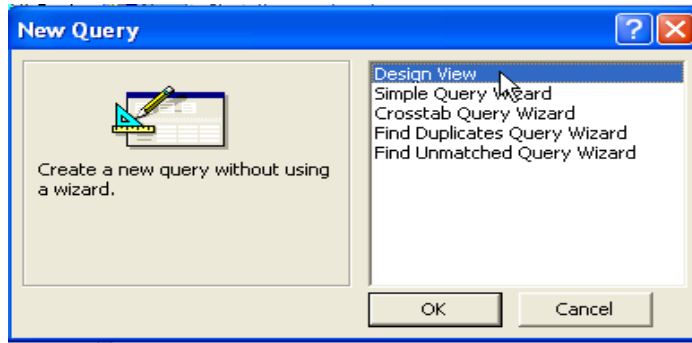 New Query
Create a new query without using
a wizard.
Design View
Simple Query Wizard
Crosstab Query Wizard
Find Duplicates Query Wizard
Find Unmatched Query Wizard
OK
Cancel